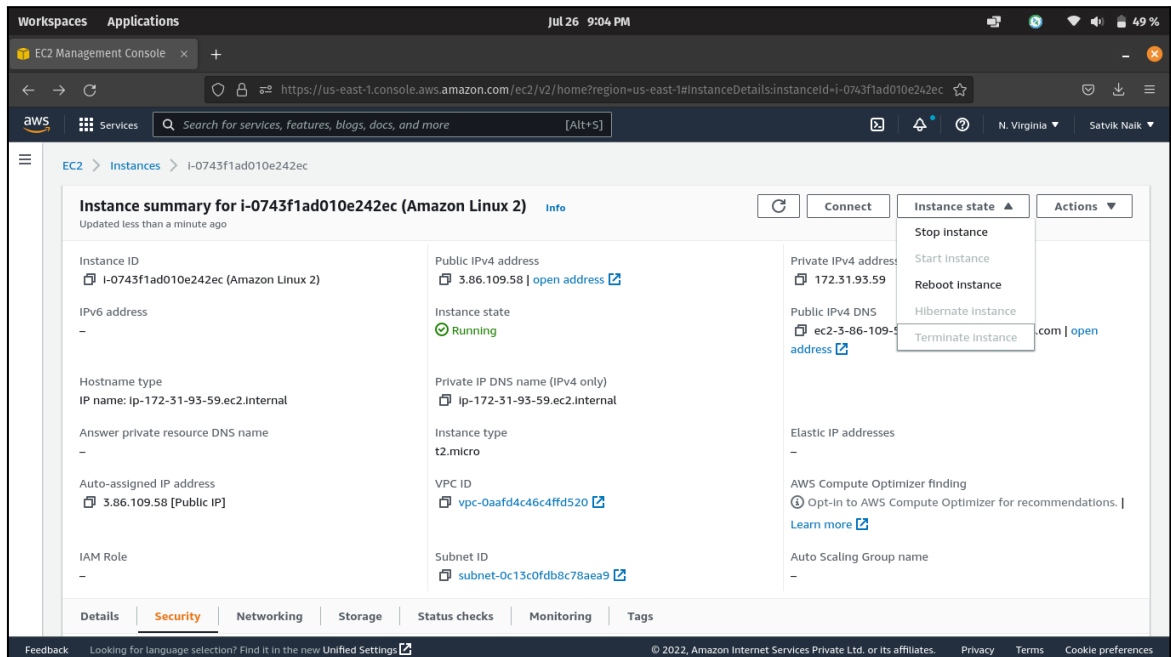 Workspaces Applications Jul 26 9:04 PM 49 %
EC2 Management Console × +
https://us-east-1.console.aws.amazon.com/ec2/v2/home?region=us-east-1#InstanceDetails:instanceId=i-0743f1ad010e242ec
aws Services Search for services, features, blogs, docs, and more [Alt+S] N. Virginia Satvik Naik
EC2 > Instances > i-0743f1ad010e242ec
Instance summary for i-0743f1ad010e242ec (Amazon Linux 2) Info
Updated less than a minute ago
Connect Instance state Actions
Stop instance
Start instance
Reboot instance
Hibernate instance
Terminate instance
Instance ID Public IPv4 address Private IPv4 address
i-0743f1ad010e242ec (Amazon Linux 2) 3.86.109.58 | open address 172.31.93.59
IPv6 address Instance state Public IPv4 DNS
– Running ec2-3-86-109- .com | open
address
Hostname type Private IP DNS name (IPv4 only)
IP name: ip-172-31-93-59.ec2.internal ip-172-31-93-59.ec2.internal
Answer private resource DNS name Instance type Elastic IP addresses
– t2.micro –
Auto-assigned IP address VPC ID AWS Compute Optimizer finding
3.86.109.58 [Public IP] vpc-0aafd4c46c4ffd520 Opt-in to AWS Compute Optimizer for recommendations. |
Learn more
IAM Role Subnet ID Auto Scaling Group name
– subnet-0c13c0fdb8c78aea9 –
Details Security Networking Storage Status checks Monitoring Tags
Feedback Looking for language selection? Find it in the new Unified Settings © 2022, Amazon Internet Services Private Ltd. or its affiliates. Privacy Terms Cookie preferences